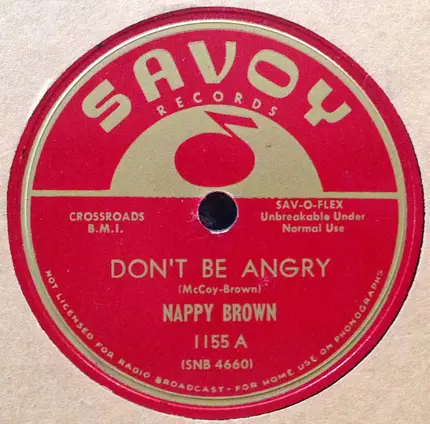 SAVOY
RECORDS
CROSSROADS
B.M.I.
SAV-O-FLEX
Unbreakable Under
Normal Use
DON'T BE ANGRY
(McCoy-Brown)
NAPPY BROWN
1155 A
(SNB 4660)
NOT LICENSED FOR RADIO BROADCAST - FOR HOME USE ON PHONOGRAPHS